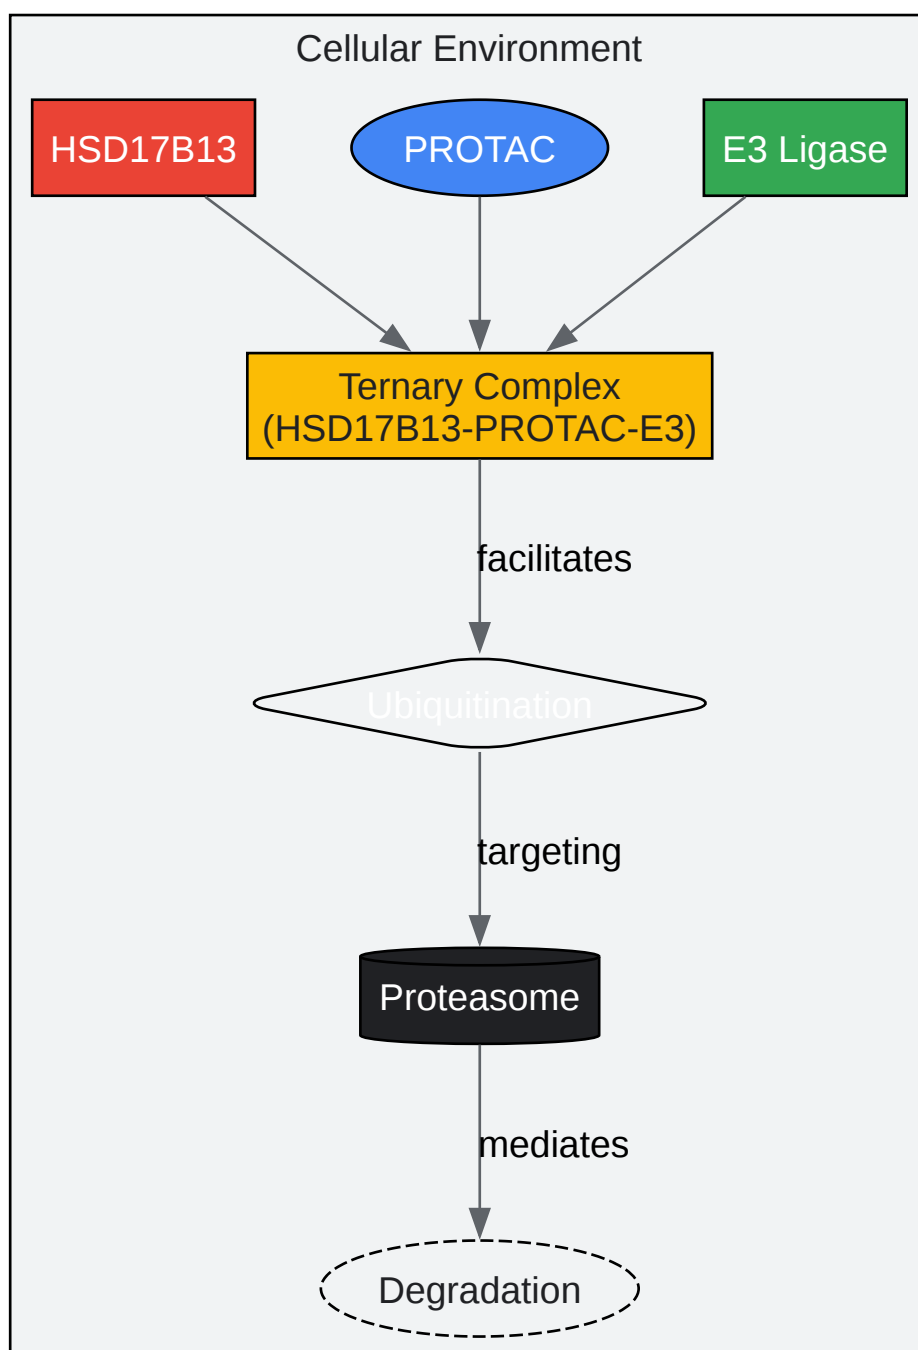 Cellular Environment
HSD17B13
PROTAC
E3 Ligase
Ternary Complex
(HSD17B13-PROTAC-E3)
facilitates
Ubiquitination
targeting
Proteasome
mediates
Degradation